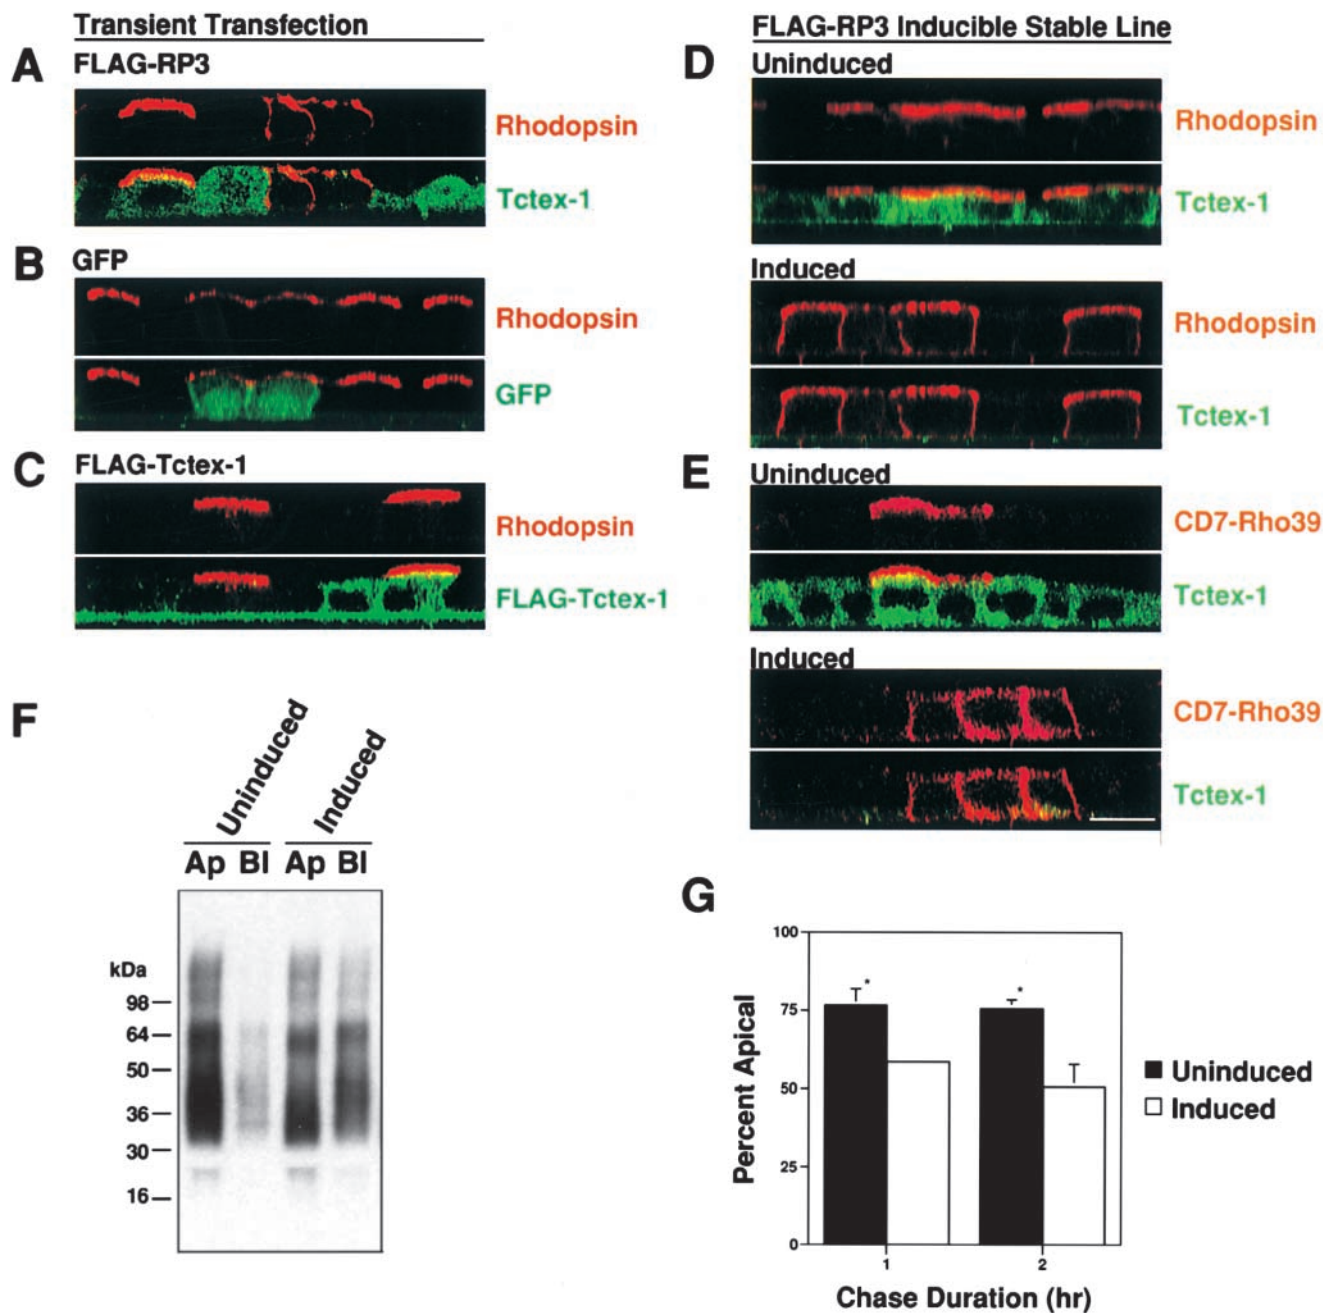 Transient Transfection
A
FLAG-RP3
Rhodopsin
Tctex-1
B
GFP
Rhodopsin
GFP
C
FLAG-Tctex-1
Rhodopsin
FLAG-Tctex-1
FLAG-RP3 Inducible Stable Line
D
Uninduced
Rhodopsin
Tctex-1
Induced
Rhodopsin
Tctex-1
E
Uninduced
CD7-Rho39
Tctex-1
Induced
CD7-Rho39
Tctex-1
F
Uninduced Induced
Ap Bl Ap Bl
kDa
98
64
50
36
30
16
G
Percent Apical
100
75
50
25
0
* *
1 2
Chase Duration (hr)
Uninduced
Induced